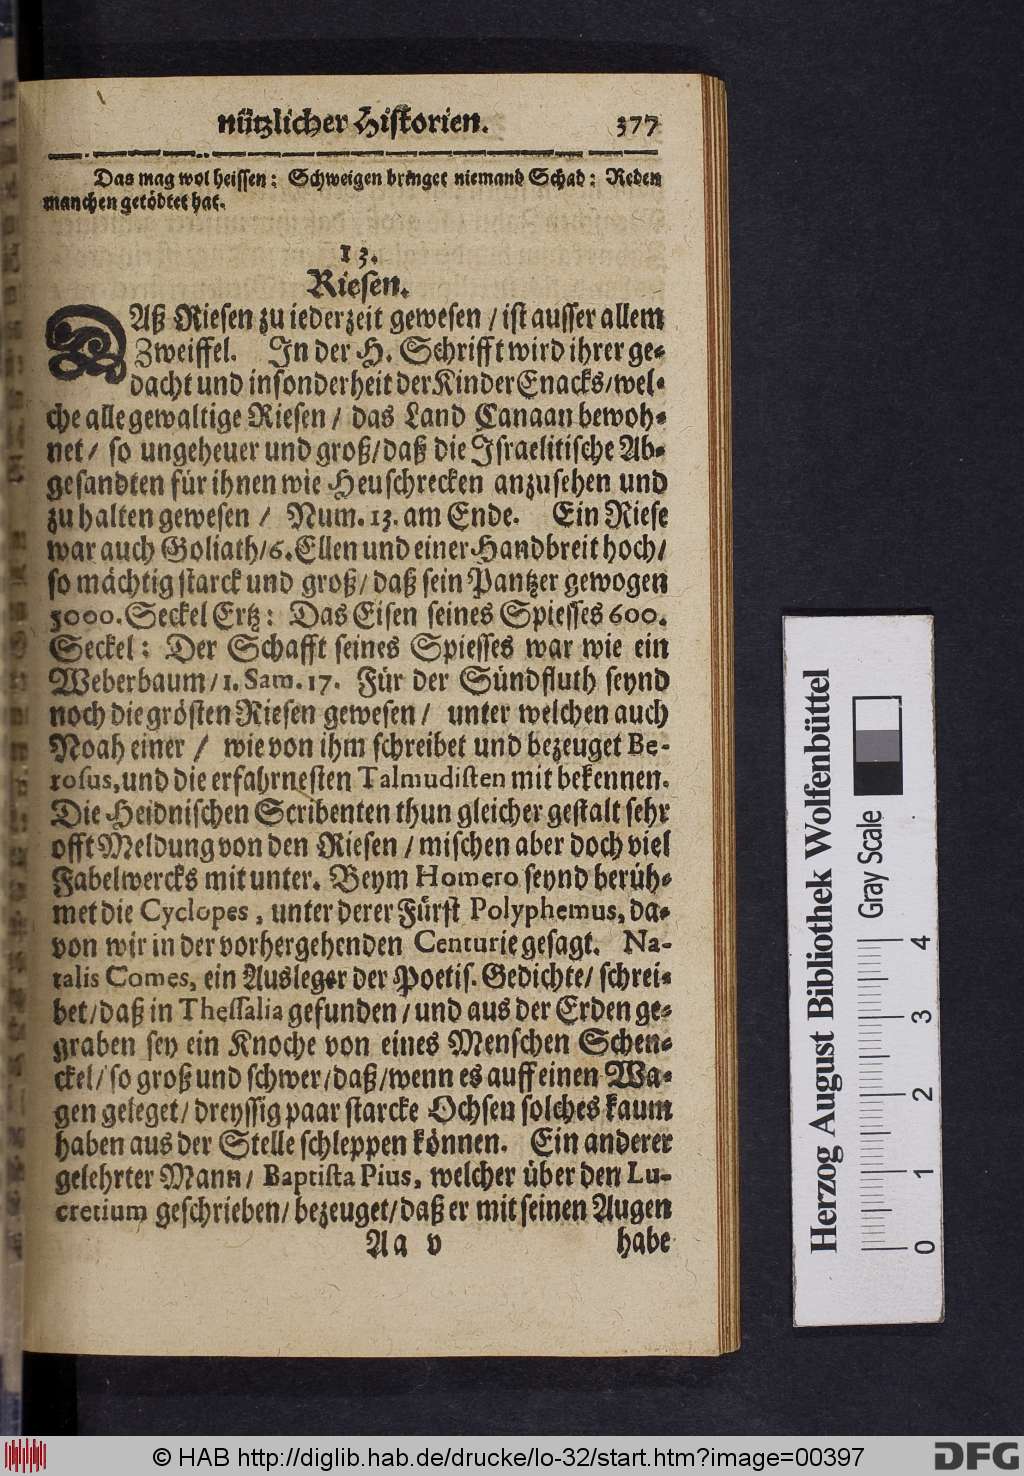 nützlicher Historien. 377
Das mag wol heissen: Schweigen bringet niemand Schad: Reden
manchen getödtet hat.
13.
Riesen.
DAß Riesen zu iederzeit gewesen / ist ausser allem
Zweiffel. In der H. Schrifft wird ihrer ge-
dacht und insonderheit der Kinder Enacks/wel-
che alle gewaltige Riesen / das Land Canaan bewoh-
net / so ungeheuer und groß/daß die Israelitische Ab-
gesandten für ihnen wie Heuschrecken anzusehen und
zu halten gewesen / Num. 13. am Ende. Ein Riese
war auch Goliath/6. Ellen und einer Handbreit hoch/
so mächtig starck und groß/daß sein Pantzer gewogen
5000. Seckel Ertz: Das Eisen seines Spiesses 600.
Seckel: Der Schafft seines Spiesses war wie ein
Weberbaum/1. Sam. 17. Für der Sündfluth seynd
noch die grösten Riesen gewesen / unter welchen auch
Noah einer / wie von ihm schreibet und bezeuget Be-
rosus, und die erfahrnesten Talmudisten mit bekennen.
Die Heidnischen Scribenten thun gleicher gestalt sehr
offt Meldung von den Riesen / mischen aber doch viel
Fabelwercks mit unter. Beym Homero seynd berüh-
met die Cyclopes, unter derer Fürst Polyphemus, da-
von wir in der vorhergehenden Centurie gesagt. Na-
talis Comes, ein Ausleger der Poetis. Gedichte/ schrei-
bet/daß in Thessalia gefunden / und aus der Erden ge-
graben sey ein Knoche von eines Menschen Schen-
ckel/so groß und schwer/daß/wenn es auff einen Wa-
gen geleget/dreyssig paar starcke Ochsen solches kaum
haben aus der Stelle schleppen können. Ein anderer
gelehrter Mann/ Baptista Pius, welcher über den Lu-
cretium geschrieben/bezeuget/daß er mit seinen Augen
Aa v habe
Herzog August Bibliothek Wolfenbüttel
Gray Scale
0 1 2 3 4
© HAB http://diglib.hab.de/drucke/lo-32/start.htm?image=00397
DFG